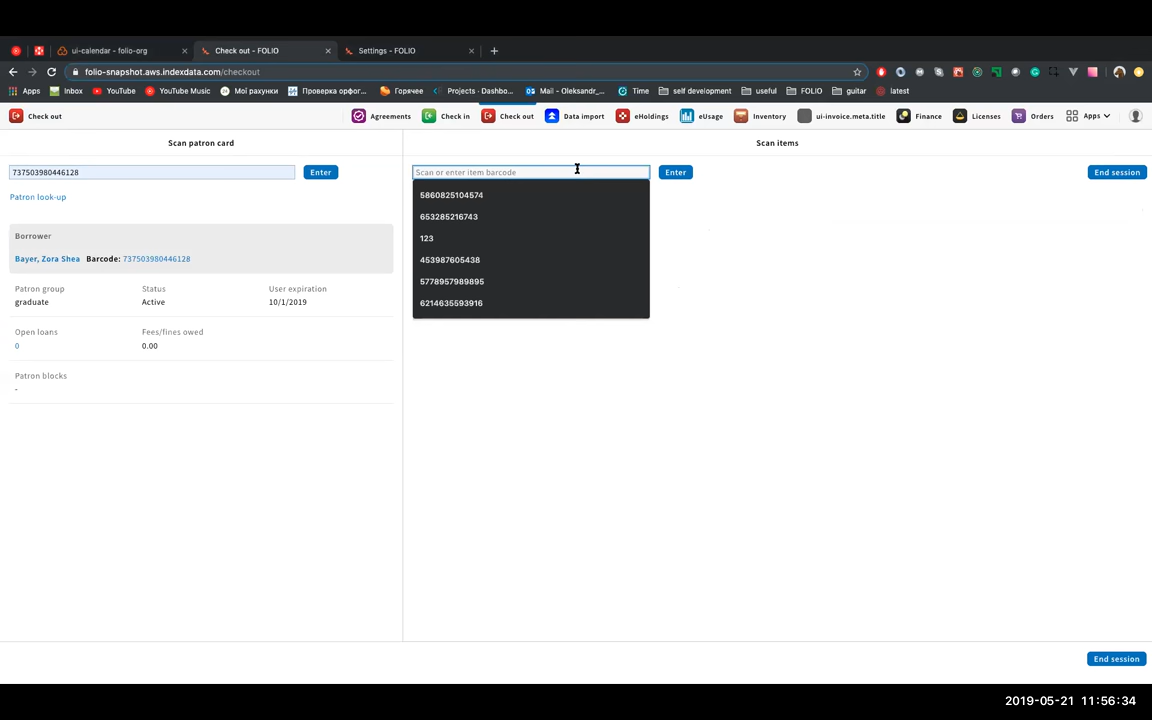 ui-calendar - folio-org
Check out - FOLIO
Settings - FOLIO
folio-snapshot.aws.indexdata.com/checkout
Apps Inbox YouTube YouTube Music Мої рахунки Проверка орфог... Горячее Projects - Dashbo... Mail - Oleksandr_... Time self development useful FOLIO guitar latest
Check out Agreements Check in Check out Data import eHoldings eUsage Inventory ui-invoice.meta.title Finance Licenses Orders Apps
Scan patron card
Scan items
737503980446128 Enter
Scan or enter item barcode Enter End session
Patron look-up
5860825104574
653285216743
123
453987605438
5778957989895
6214635593916
Borrower
Bayer, Zora Shea Barcode: 737503980446128
Patron group Status User expiration
graduate Active 10/1/2019
Open loans Fees/fines owed
0 0.00
Patron blocks
-
End session
2019-05-21 11:56:34